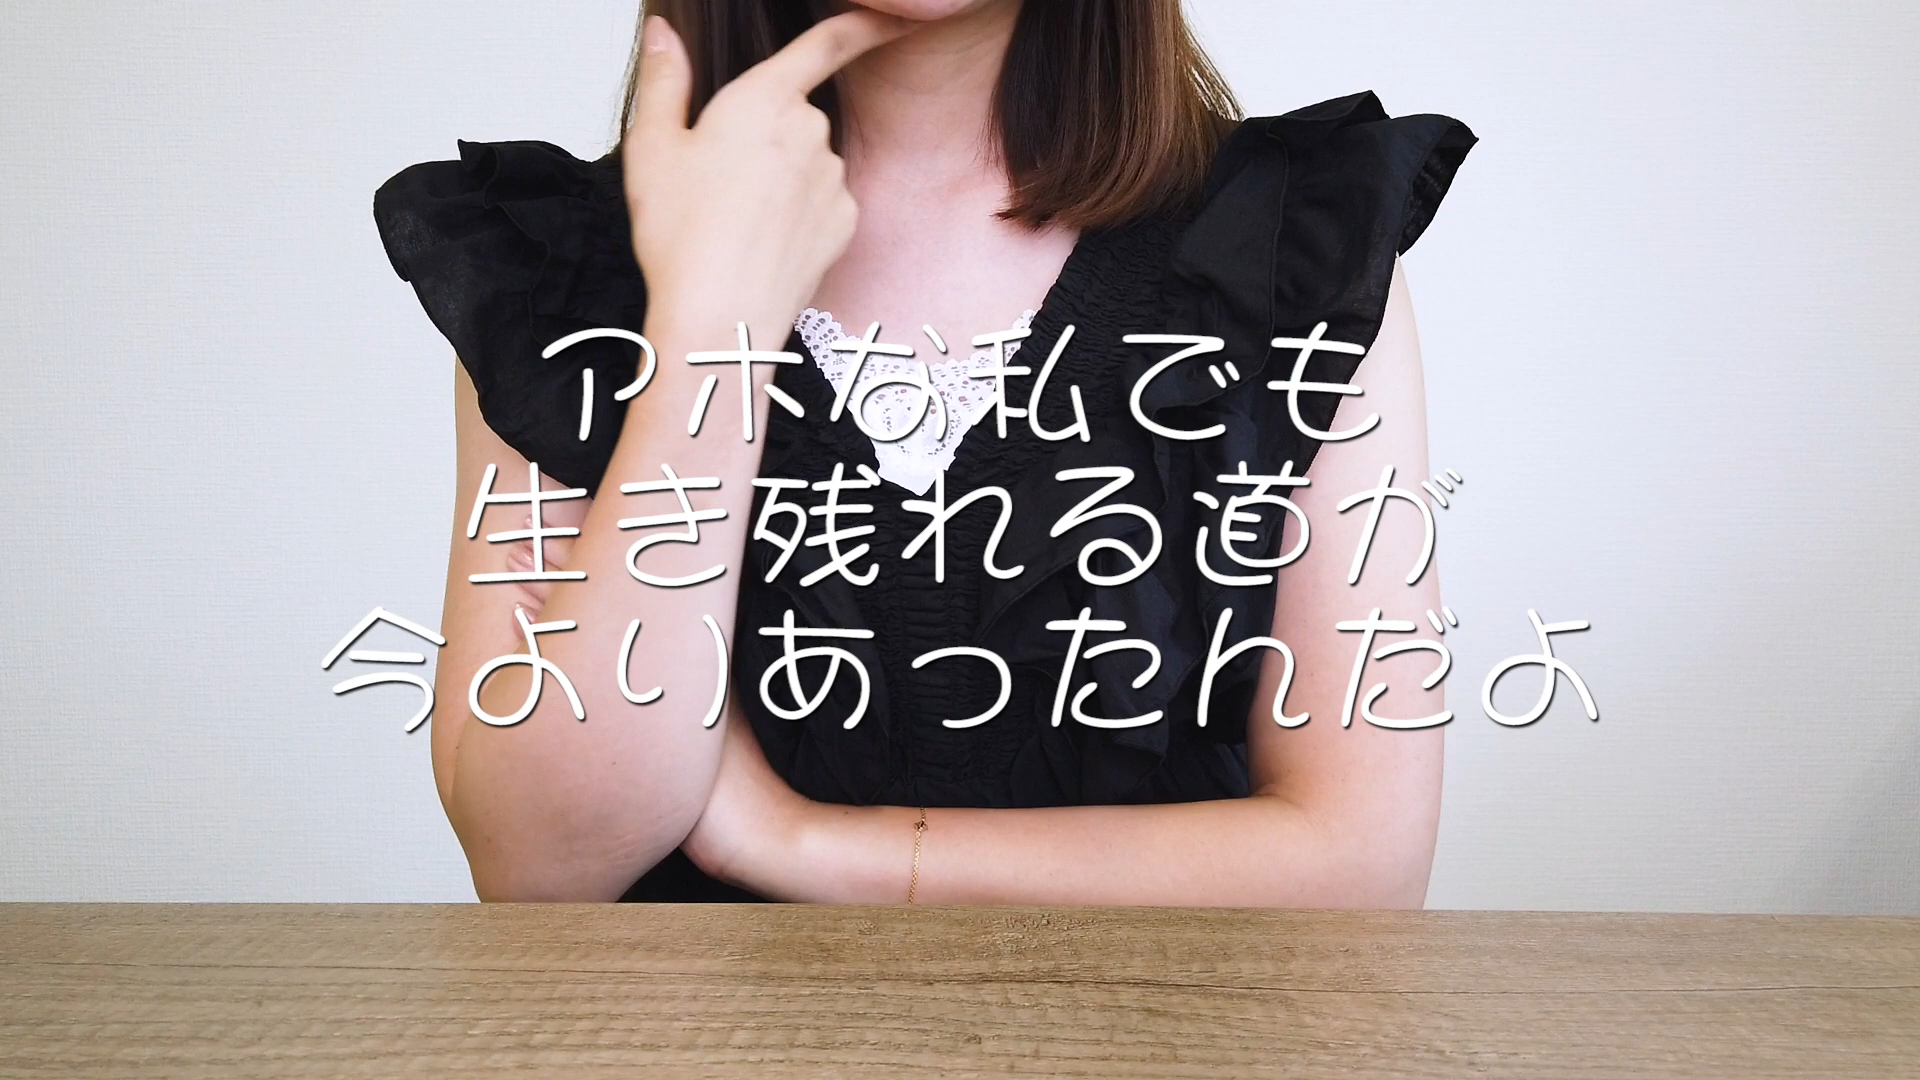 アホな私でも
生き残れる道が
今よりあったんだよ